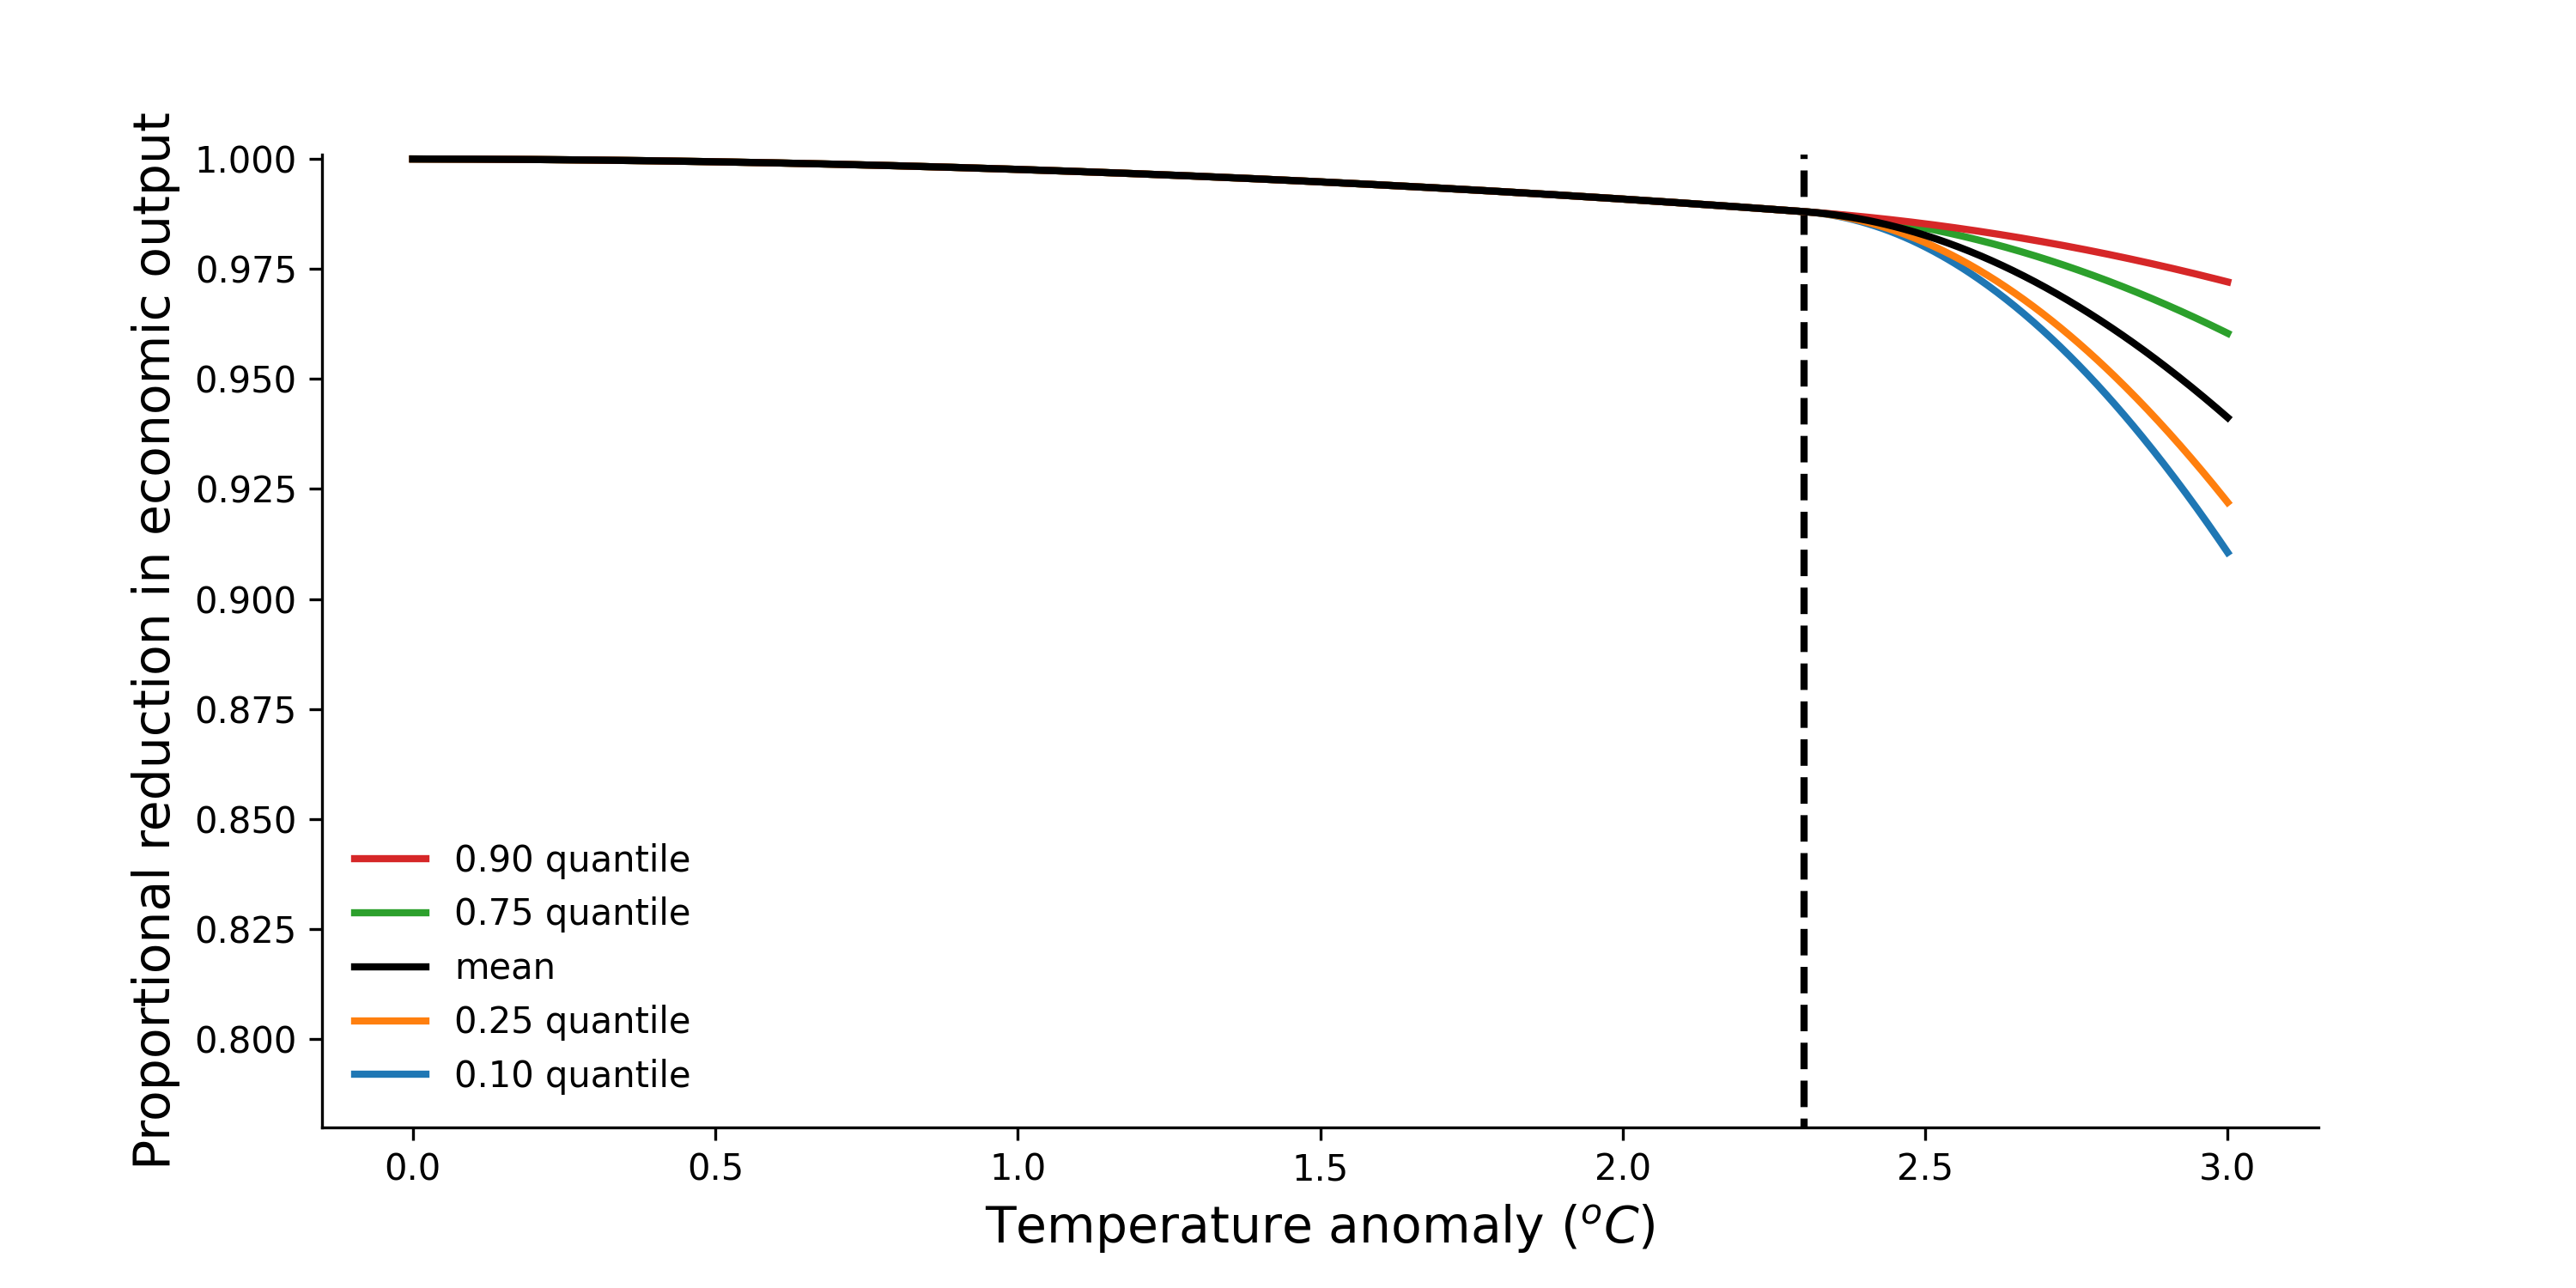 Proportional reduction in economic output
1.000
0.975
0.950
0.925
0.900
0.875
0.850
0.825
0.800
0.90 quantile
0.75 quantile
mean
0.25 quantile
0.10 quantile
0.0 0.5 1.0 1.5 2.0 2.5 3.0
Temperature anomaly (°C)